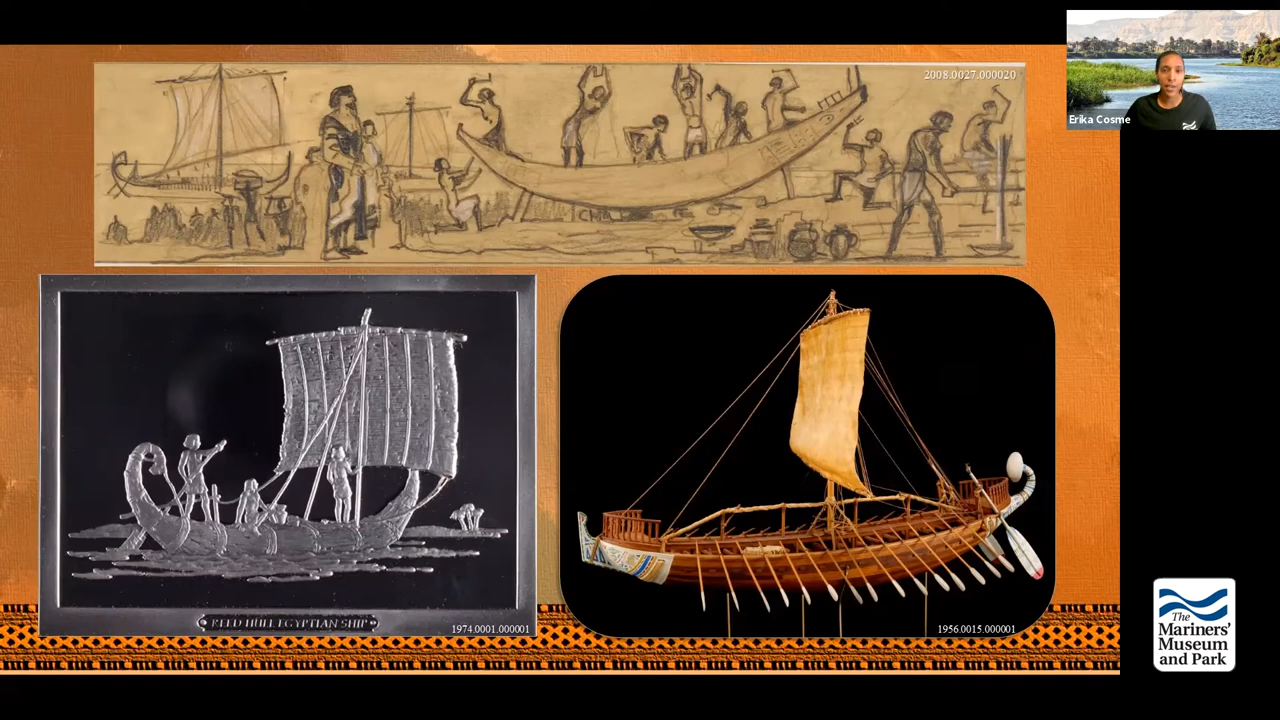 2008.0027.000020
Erika Cosme
REED HULL EGYPTIAN SHIP
1974.0001.000001
1956.0015.000001
The
Mariners'
Museum
and Park